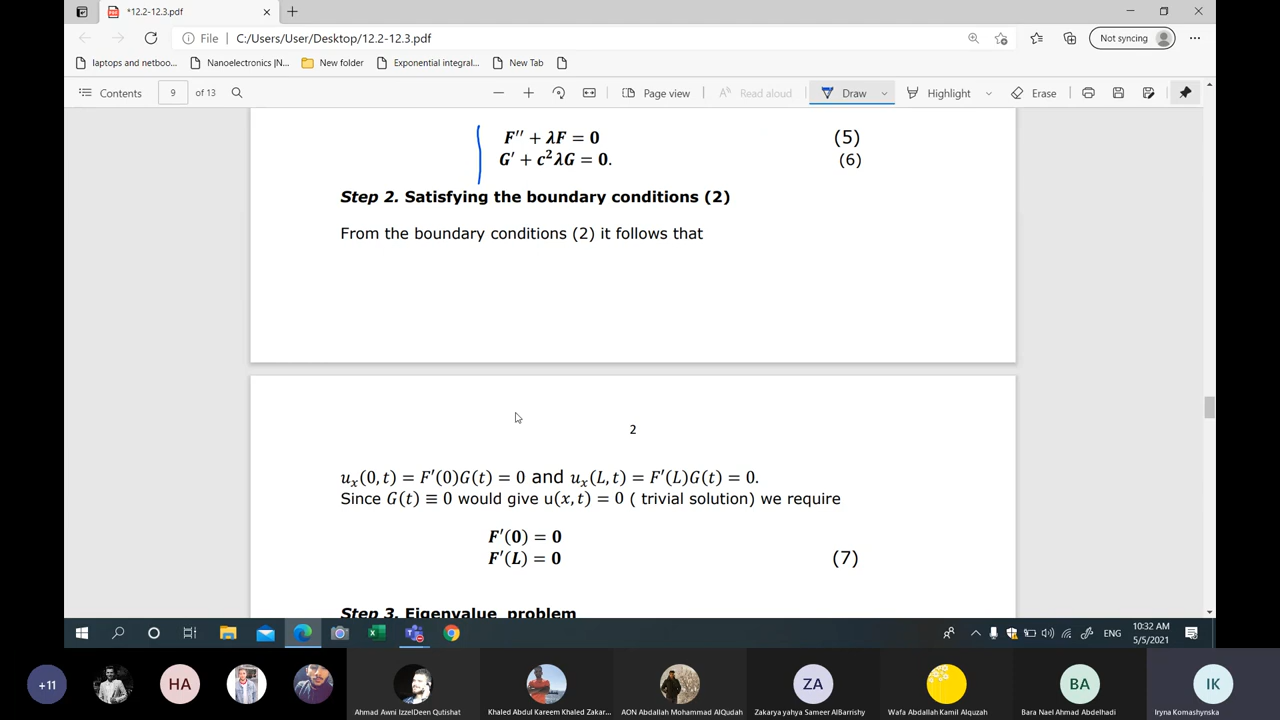 *12.2-12.3.pdf
File C:/Users/User/Desktop/12.2-12.3.pdf
Not syncing
laptops and netboo... Nanoelectronics |N... New folder Exponential integral... New Tab
Contents 9 of 13 Page view Read aloud Draw Highlight Erase
F′′ + λF = 0 (5)
G′ + c²λG = 0. (6)
Step 2. Satisfying the boundary conditions (2)
From the boundary conditions (2) it follows that
2
uₓ(0, t) = F′(0)G(t) = 0 and uₓ(L, t) = F′(L)G(t) = 0.
Since G(t) ≡ 0 would give u(x, t) = 0 ( trivial solution) we require
F′(0) = 0
F′(L) = 0 (7)
Step 3. Eigenvalue problem
ENG 10:32 AM
5/5/2021
+11 HA ZA BA IK
Ahmad Awni IzzelDeen Qutishat Khaled Abdul Kareem Khaled Zakar... AON Abdallah Mohammad AlQudah Zakarya yahya Sameer AlBarrishy Wafa Abdallah Kamil Alquzah Bara Nael Ahmad Abdelhadi Iryna Komashynska